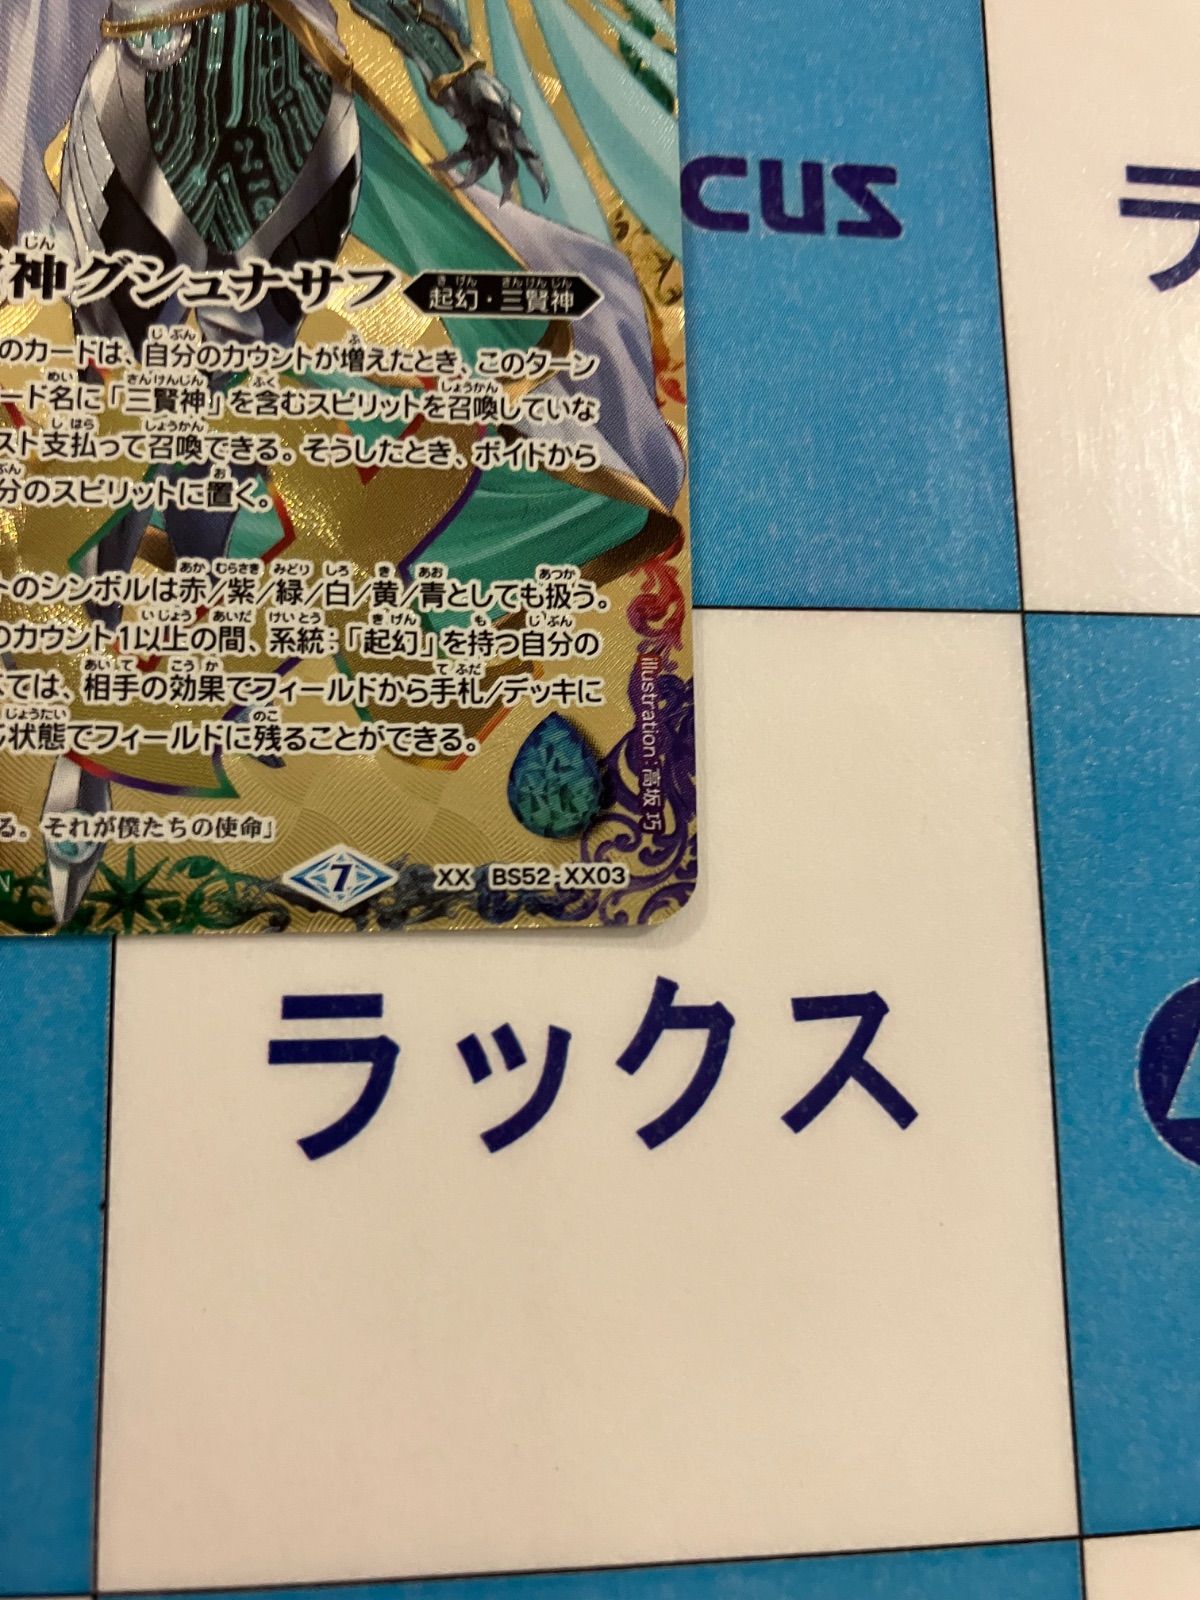 神グシュナサフ 起幻・三賢神
のカードは、自分のカウントが増えたとき、このターン
ード名に「三賢神」を含むスピリットを召喚していな
スト支払って召喚できる。そうしたとき、ボイドから
分のスピリットに置く。
トのシンボルは赤/紫/緑/白/黄/青としても扱う。
のカウント1以上の間、系統:「起幻」を持つ自分の
ては、相手の効果でフィールドから手札/デッキに
状態でフィールドに残ることができる。
る。それが僕たちの使命」
7 XX BS52-XX03
illustration:高坂 巧
cus
ラ
ラックス